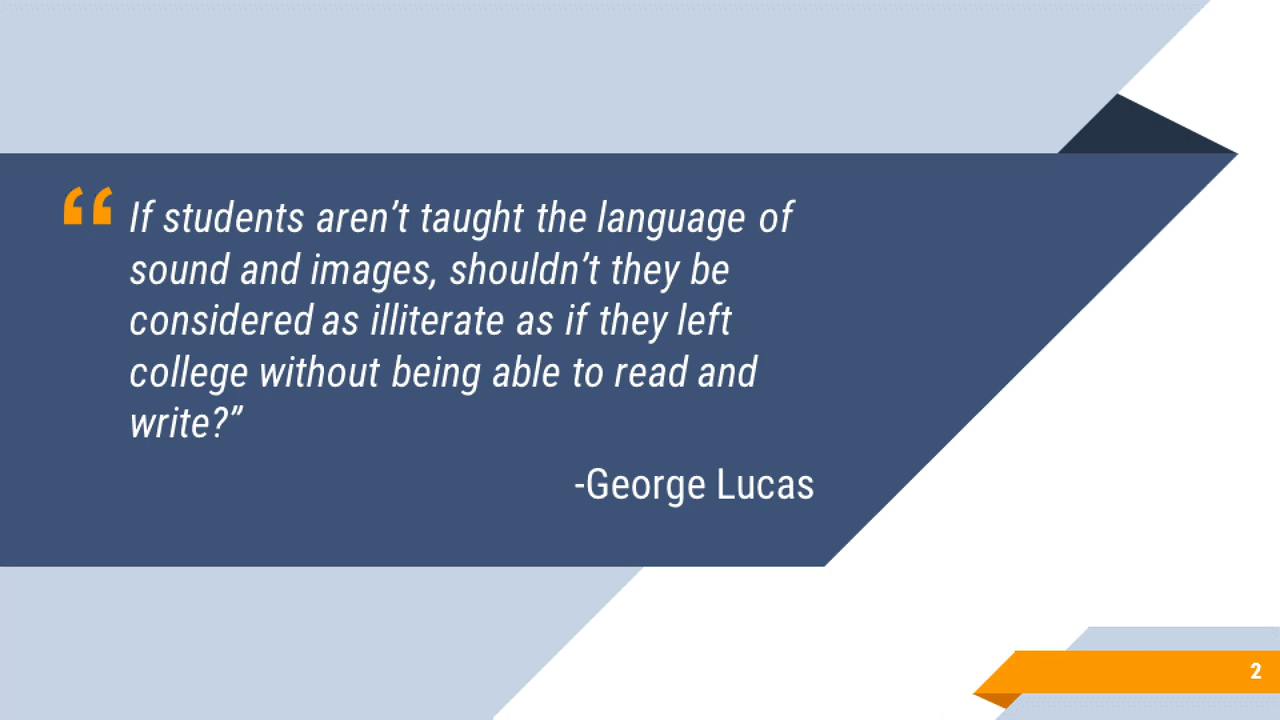 “ If students aren’t taught the language of
sound and images, shouldn’t they be
considered as illiterate as if they left
college without being able to read and
write?”
-George Lucas
2